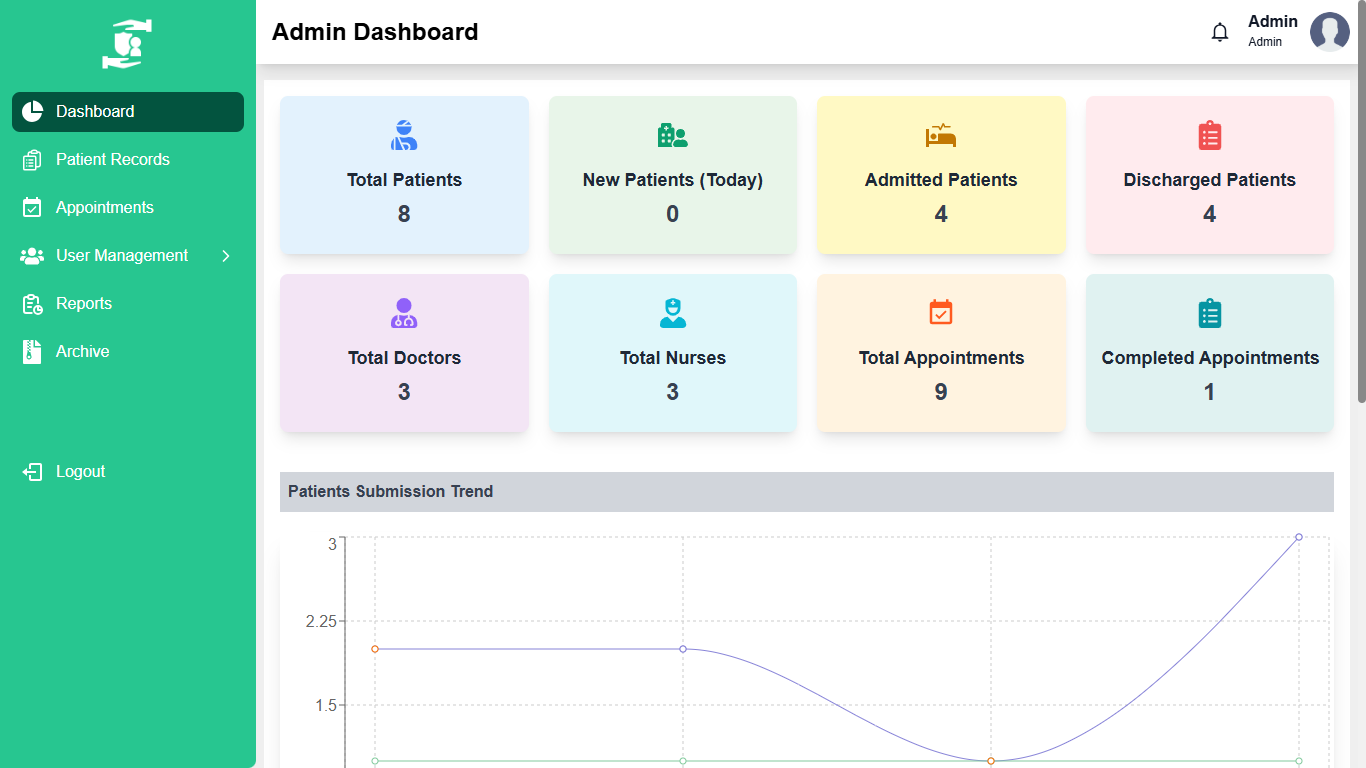 Admin Dashboard
Admin
Admin
Dashboard
Patient Records
Appointments
User Management
Reports
Archive
Logout
Total Patients
8
New Patients (Today)
0
Admitted Patients
4
Discharged Patients
4
Total Doctors
3
Total Nurses
3
Total Appointments
9
Completed Appointments
1
Patients Submission Trend
3
2.25
1.5